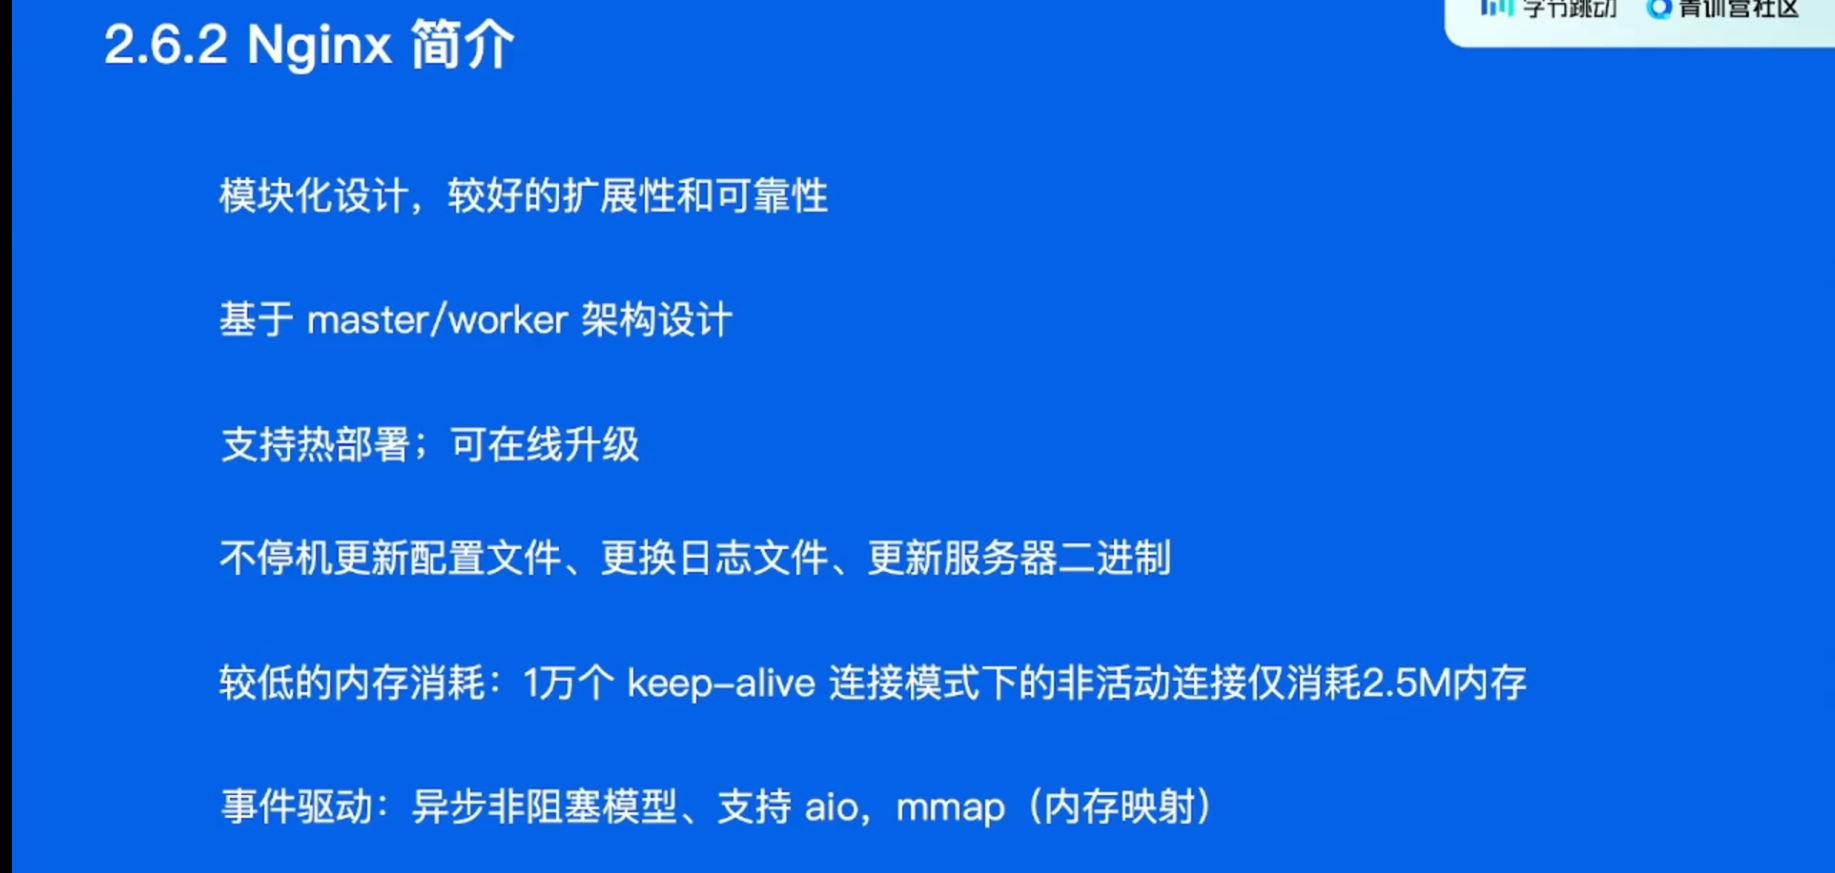 字节跳动 青训营社区
2.6.2 Nginx 简介
模块化设计，较好的扩展性和可靠性
基于 master/worker 架构设计
支持热部署；可在线升级
不停机更新配置文件、更换日志文件、更新服务器二进制
较低的内存消耗：1万个 keep-alive 连接模式下的非活动连接仅消耗2.5M内存
事件驱动：异步非阻塞模型、支持 aio，mmap（内存映射）